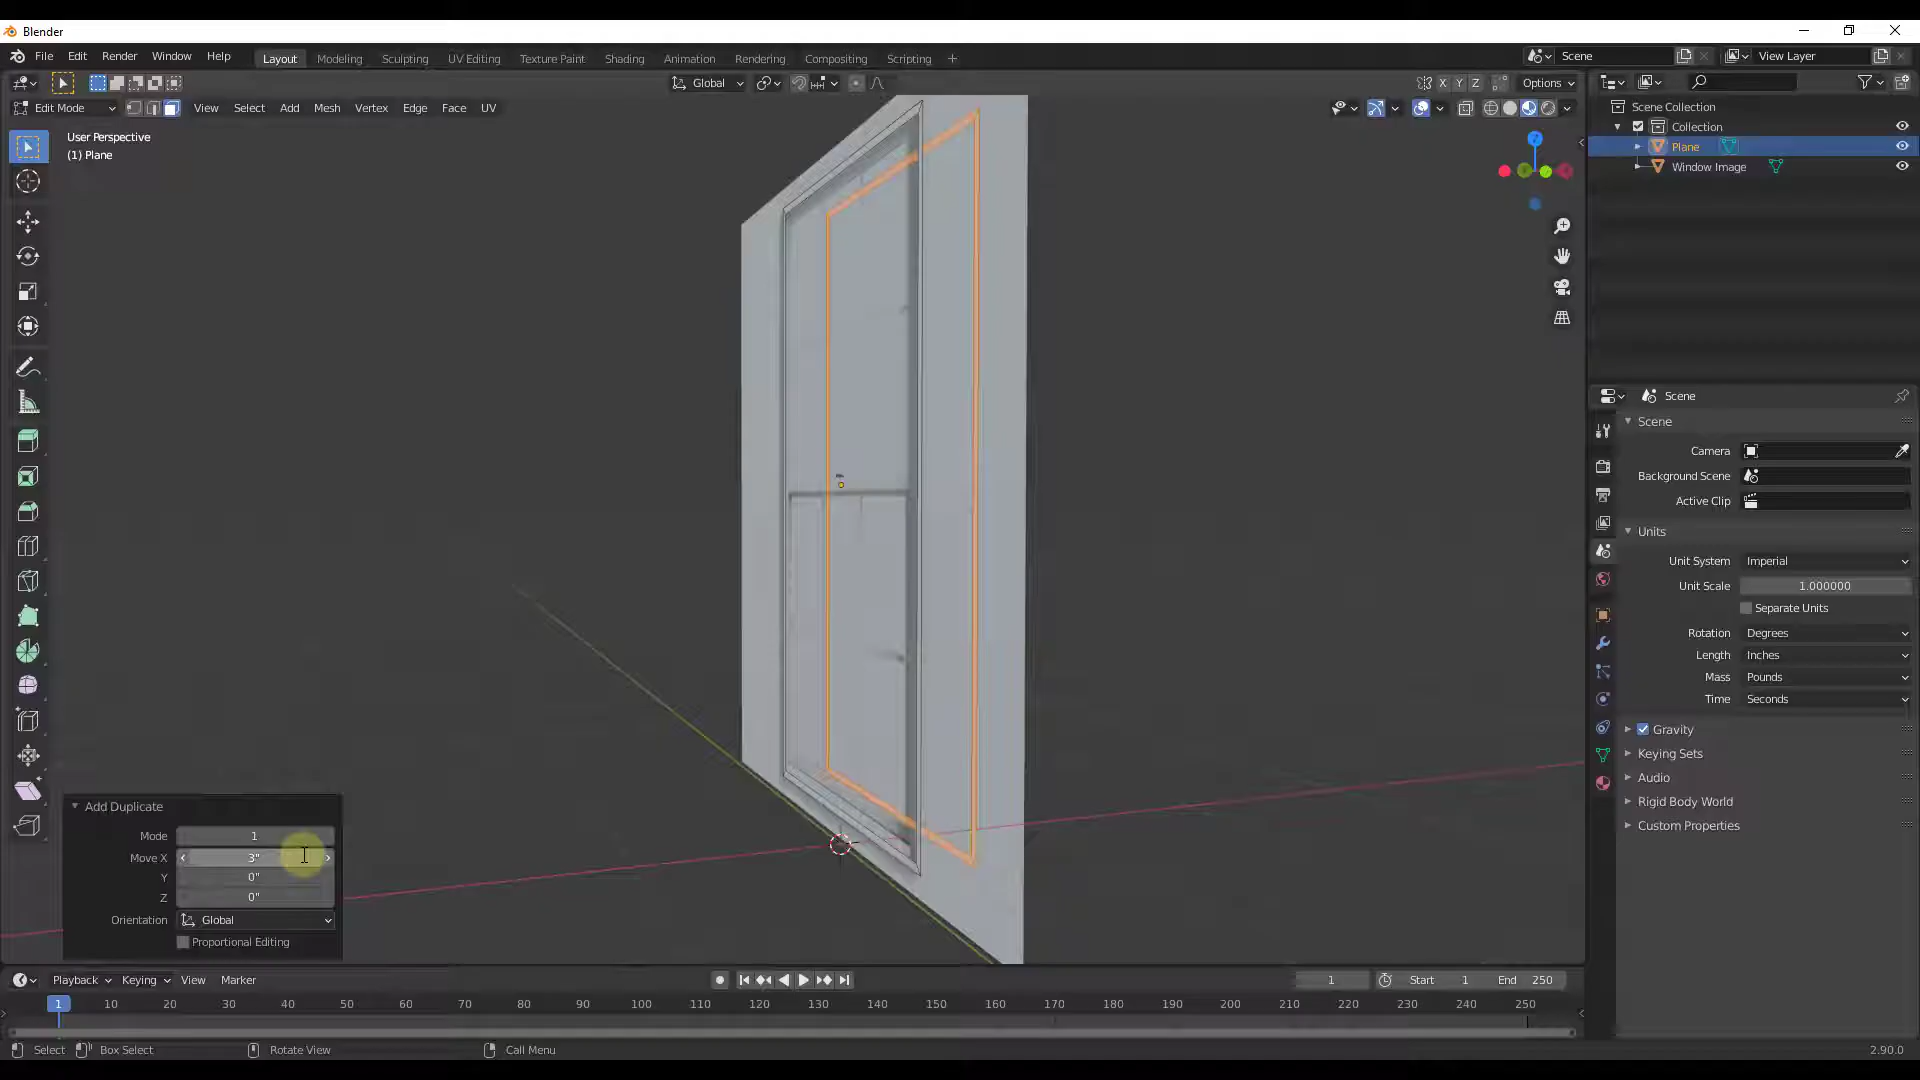 Blender
File Edit Render Window Help
Layout Modeling Sculpting UV Editing Texture Paint Shading Animation Rendering Compositing Scripting
Scene
View Layer
Global
X Y Z
Options
Edit Mode
View Select Add Mesh Vertex Edge Face UV
User Perspective
(1) Plane
Z
Scene Collection
Collection
Plane
Window Image
Scene
Scene
Camera
Background Scene
Active Clip
Units
Unit System Imperial
Unit Scale 1.000000
Separate Units
Rotation Degrees
Length Inches
Mass Pounds
Time Seconds
Gravity
Keying Sets
Audio
Rigid Body World
Custom Properties
Add Duplicate
Mode 1
Move X 3"
Y 0"
Z 0"
Orientation Global
Proportional Editing
Playback Keying View Marker
1 Start 1 End 250
1 10 20 30 40 50 60 70 80 90 100 110 120 130 140 150 160 170 180 190 200 210 220 230 240 250
Select Box Select Rotate View Call Menu 2.90.0